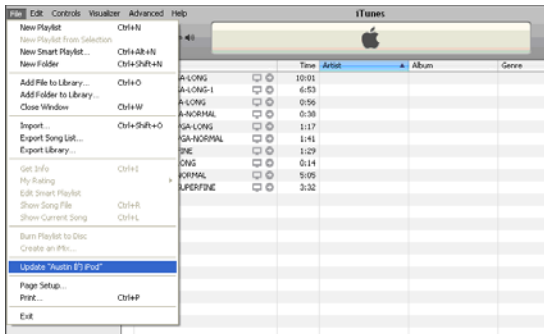 File Edit Controls Visualizer Advanced Help
iTunes
New Playlist Ctrl+N
New Playlist from Selection
New Smart Playlist... Ctrl+Alt+N
New Folder Ctrl+Shift+N
Add File to Library... Ctrl+O
Add Folder to Library...
Close Window Ctrl+W
Import... Ctrl+Shift+O
Export Song List...
Export Library...
Get Info Ctrl+I
My Rating
Edit Smart Playlist
Show Song File Ctrl+R
Show Current Song Ctrl+L
Burn Playlist to Disc
Create an iMix...
Update "Austin 的 iPod"
Page Setup...
Print... Ctrl+P
Exit
Time Artist Album Genre
GA-LONG 10:01
GA-LONG-1 6:53
A-LONG 0:56
GA-NORMAL 0:38
VGA-LONG 1:17
VGA-NORMAL 1:41
FINE 1:29
ONG 0:14
NORMAL 5:05
SUPERFINE 3:32